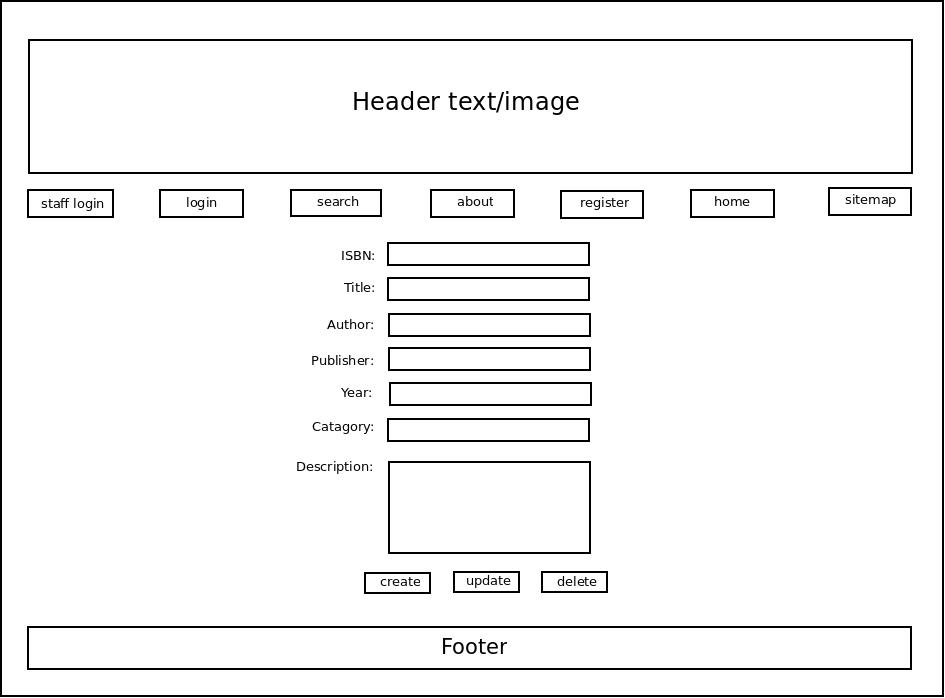 Header text/image
staff login
login
search
about
register
home
sitemap
ISBN:
Title:
Author:
Publisher:
Year:
Catagory:
Description:
create
update
delete
Footer